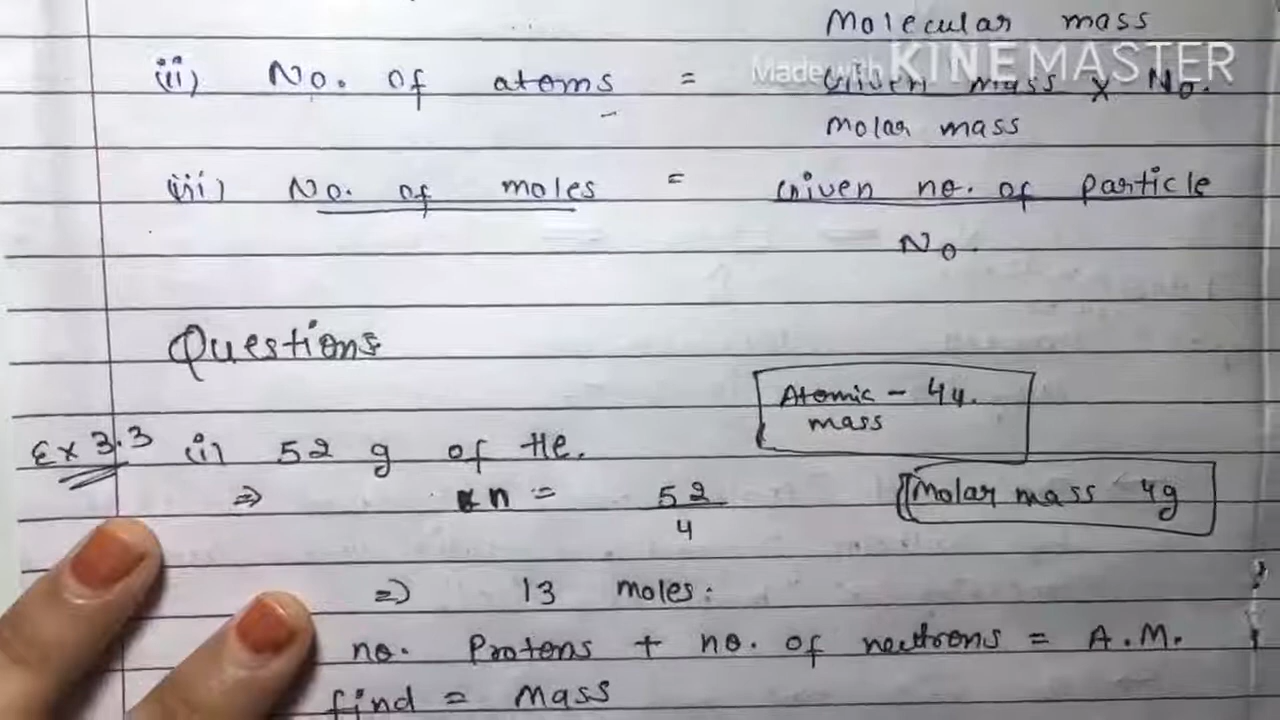 Molecular mass
Made with KINEMASTER
(ii) No. of atoms = Given mass x No.
Molar mass
(iii) No. of moles = Given no. of particle
No
Questions
Atomic - 4u.
mass
Ex 3.3 (i) 52 g of He.
Molar mass 4g
⇒ n = 52
4
⇒ 13 moles.
no. Protons + no. of neutrons = A.M.
find = Mass